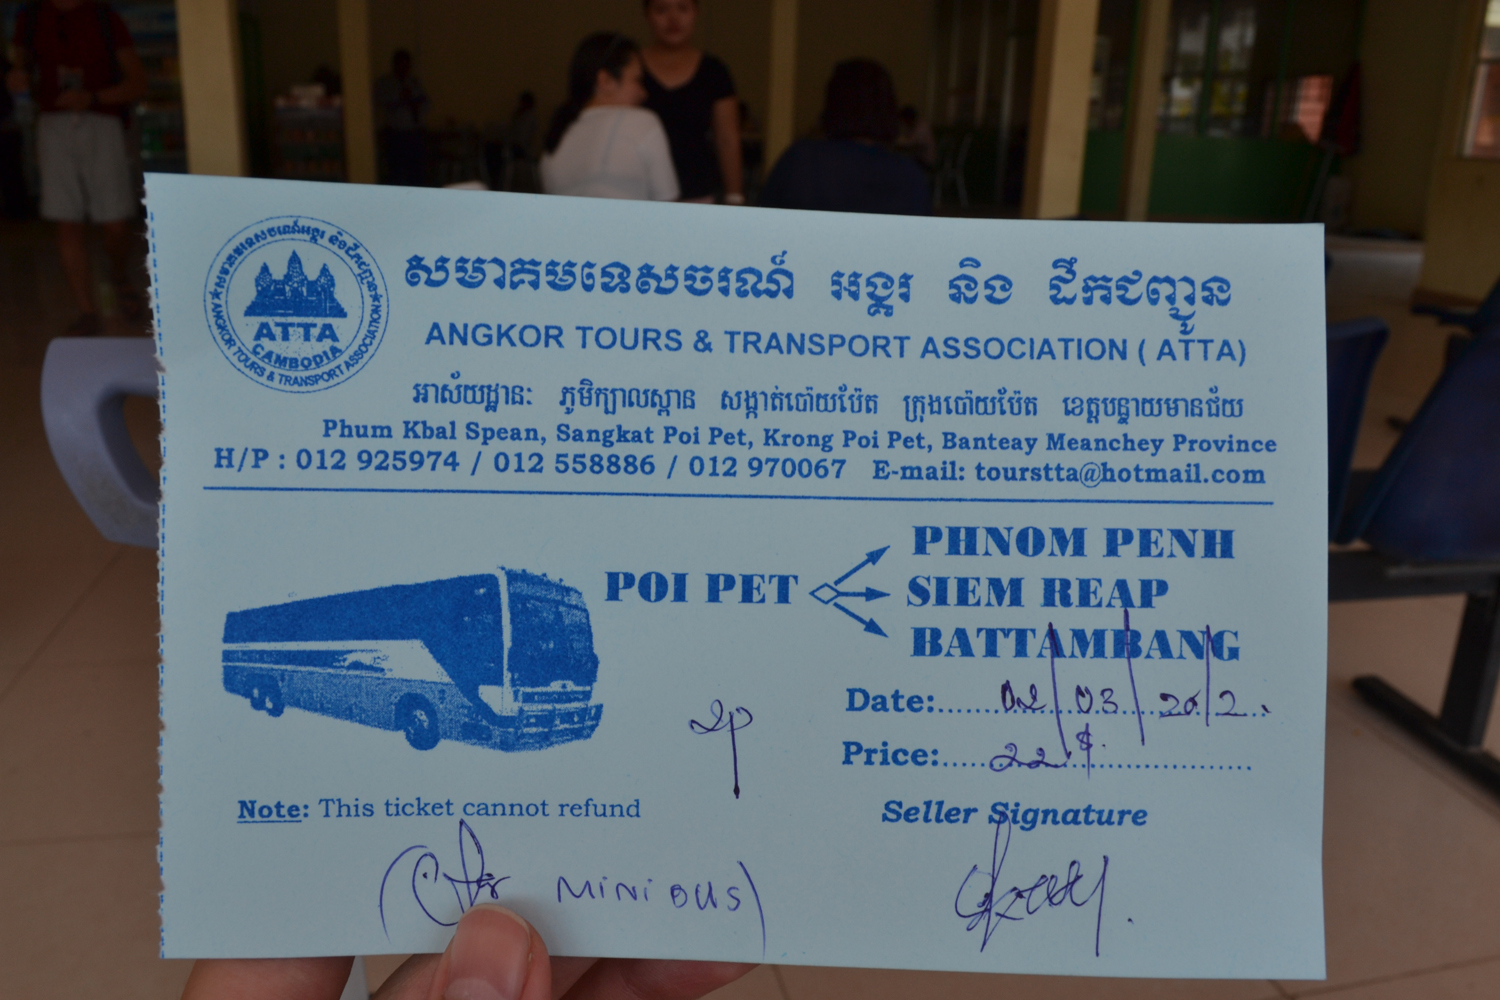 សមាគមទេសចរណ៍ អង្គរ និង ដឹកជញ្ជូន
ATTA
CAMBODIA
ANGKOR TOURS & TRANSPORT ASSOCIATION
ANGKOR TOURS & TRANSPORT ASSOCIATION ( ATTA)
អាស័យដ្ឋានៈ ភូមិក្បាលស្ពាន សង្កាត់ប៉ោយប៉ែត ក្រុងប៉ោយប៉ែត ខេត្តបន្ទាយមានជ័យ
Phum Kbal Spean, Sangkat Poi Pet, Krong Poi Pet, Banteay Meanchey Province
H/P : 012 925974 / 012 558886 / 012 970067 E-mail: tourstta@hotmail.com
POI PET
PHNOM PENH
SIEM REAP
BATTAMBANG
Date: 02/03/2012.
2p
Price: 22$.
Note: This ticket cannot refund
Seller Signature
MiNi BUS)